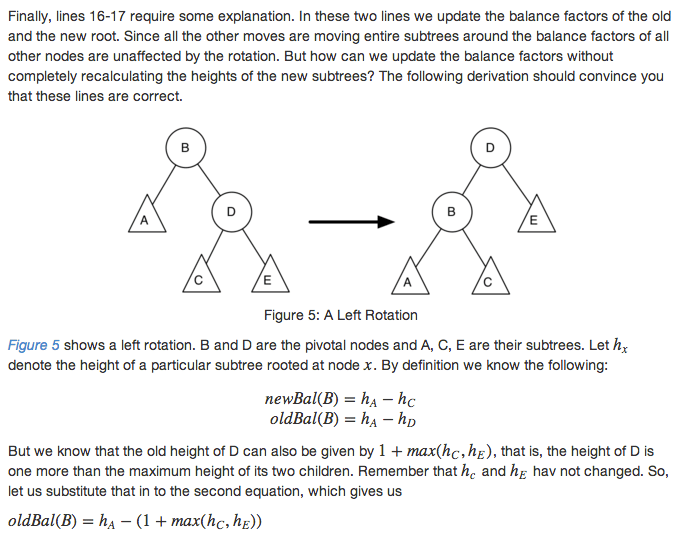 Finally, lines 16-17 require some explanation. In these two lines we update the balance factors of the old
and the new root. Since all the other moves are moving entire subtrees around the balance factors of all
other nodes are unaffected by the rotation. But how can we update the balance factors without
completely recalculating the heights of the new subtrees? The following derivation should convince you
that these lines are correct.
B
D
A
D
B
E
C
E
A
C
Figure 5: A Left Rotation
Figure 5 shows a left rotation. B and D are the pivotal nodes and A, C, E are their subtrees. Let hₓ
denote the height of a particular subtree rooted at node x. By definition we know the following:
newBal(B) = h_A − h_C
oldBal(B) = h_A − h_D
But we know that the old height of D can also be given by 1 + max(h_C, h_E), that is, the height of D is
one more than the maximum height of its two children. Remember that h_c and h_E hav not changed. So,
let us substitute that in to the second equation, which gives us
oldBal(B) = h_A − (1 + max(h_C, h_E))